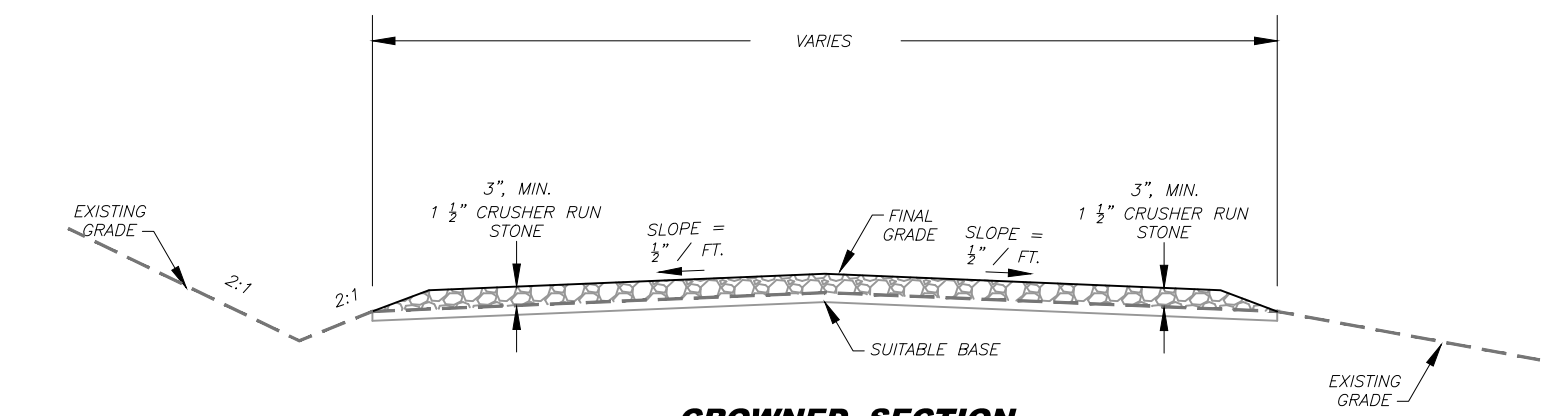 VARIES
EXISTING
GRADE
2:1
2:1
3", MIN.
1 1/2" CRUSHER RUN
STONE
SLOPE =
1/2" / FT.
FINAL
GRADE
SLOPE =
1/2" / FT.
3", MIN.
1 1/2" CRUSHER RUN
STONE
SUITABLE BASE
EXISTING
GRADE
SECTION